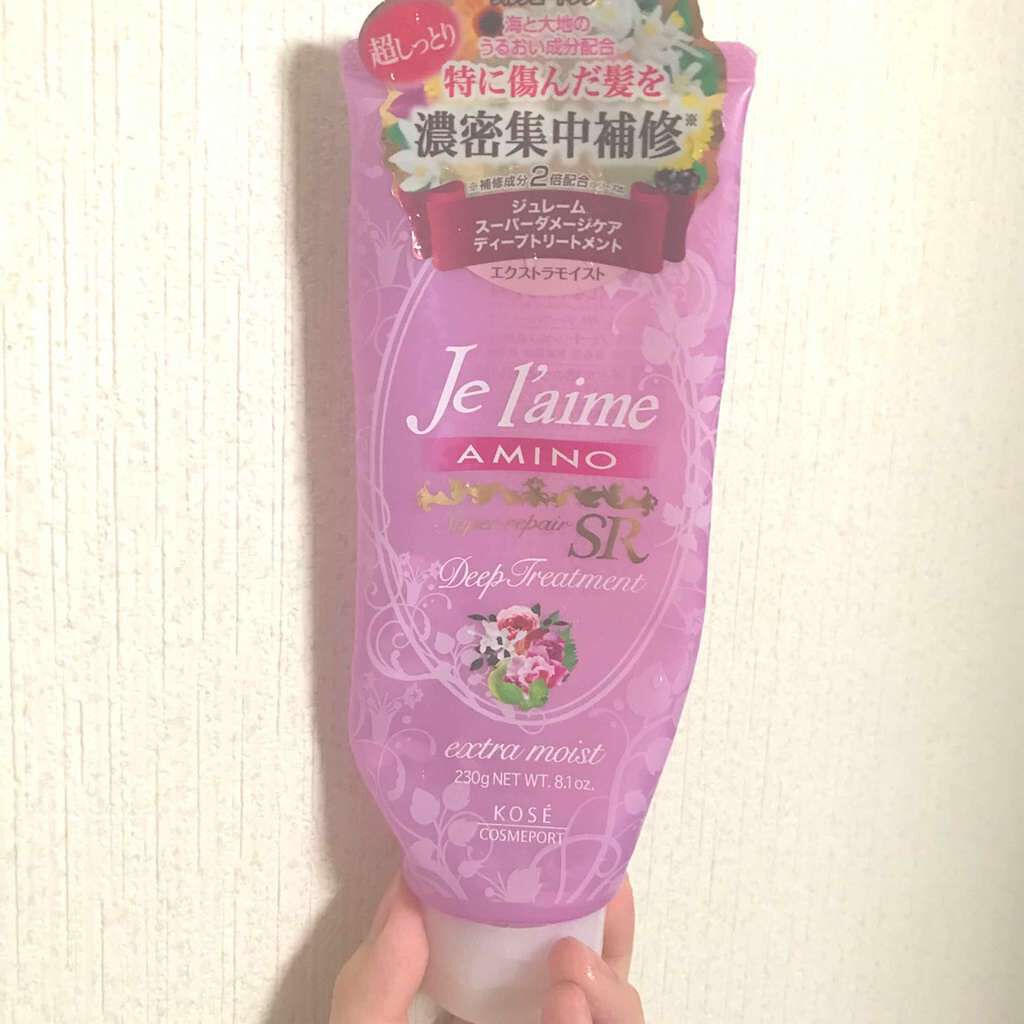 超しっとり
海と大地の
うるおい成分配合
特に傷んだ髪を
濃密集中補修※
※補修成分2倍配合
ジュレーム
スーパーダメージケア
ディープトリートメント
エクストラモイスト
Je l'aime
AMINO
Super repair
SR
Deep Treatment
extra moist
230g NET WT. 8.1 oz.
KOSÉ
COSMEPORT